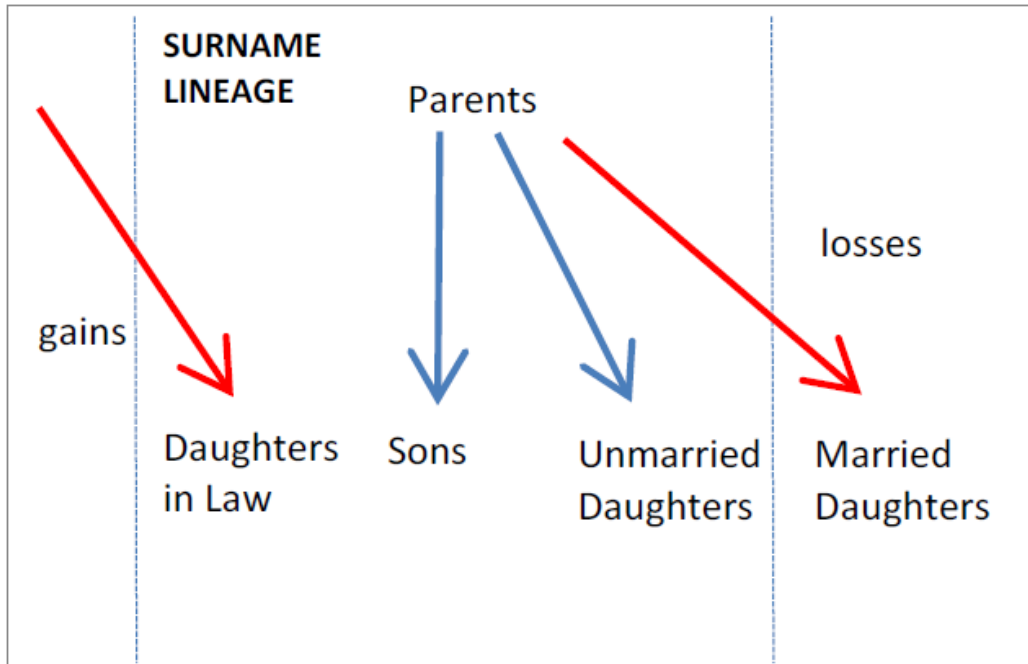 SURNAME
LINEAGE
Parents
losses
gains
Daughters
in Law
Sons
Unmarried
Daughters
Married
Daughters